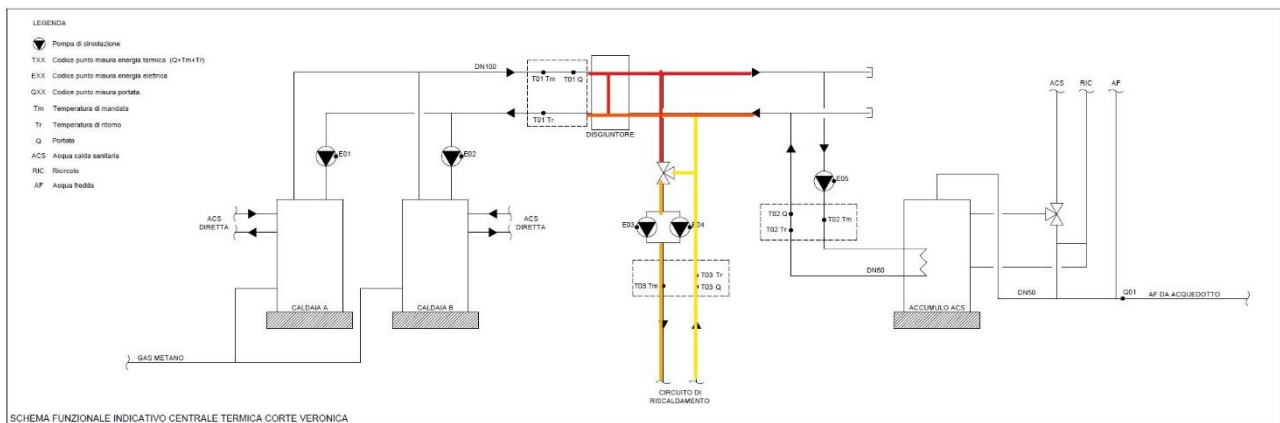 LEGENDA
Pompa di circolazione
TXX Codice punto misura energia termica (Q+Tm+Tr)
EXX Codice punto misura energia elettrica
QXX Codice punto misura portata
Tm Temperatura di mandata
Tr Temperatura di ritorno
Q Portata
ACS Acqua calda sanitaria
RIC Ricircolo
AF Acqua fredda
DN100
T01 Tm
T01 Q
T01 Tr
DISGIUNTORE
E01
E02
ACS DIRETTA
ACS DIRETTA
CALDAIA A
CALDAIA B
GAS METANO
E03
E04
T03 Tr
T03 Tm
T03 Q
CIRCUITO DI
RISCALDAMENTO
E05
T02 Q
T02 Tm
T02 Tr
DN50
ACCUMULO ACS
ACS
RIC
AF
DN50
Q01
AF DA ACQUEDOTTO
SCHEMA FUNZIONALE INDICATIVO CENTRALE TERMICA CORTE VERONICA